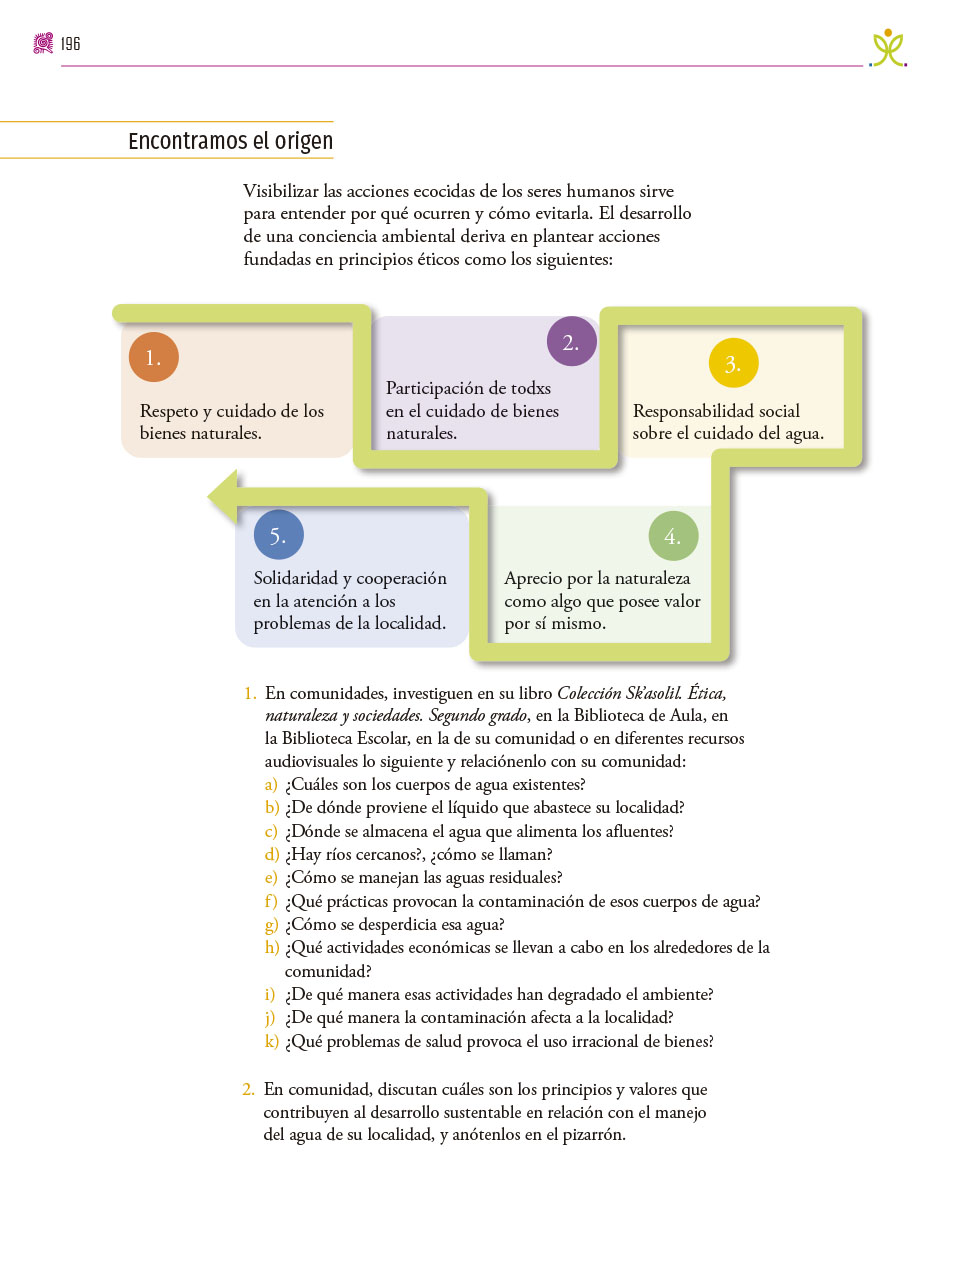 196
Encontramos el origen
Visibilizar las acciones ecocidas de los seres humanos sirve
para entender por qué ocurren y cómo evitarla. El desarrollo
de una conciencia ambiental deriva en plantear acciones
fundadas en principios éticos como los siguientes:
1.
Respeto y cuidado de los
bienes naturales.
2.
Participación de todxs
en el cuidado de bienes
naturales.
3.
Responsabilidad social
sobre el cuidado del agua.
4.
Aprecio por la naturaleza
como algo que posee valor
por sí mismo.
5.
Solidaridad y cooperación
en la atención a los
problemas de la localidad.
1. En comunidades, investiguen en su libro Colección Sk’asolil. Ética,
naturaleza y sociedades. Segundo grado, en la Biblioteca de Aula, en
la Biblioteca Escolar, en la de su comunidad o en diferentes recursos
audiovisuales lo siguiente y relaciónenlo con su comunidad:
a) ¿Cuáles son los cuerpos de agua existentes?
b) ¿De dónde proviene el líquido que abastece su localidad?
c) ¿Dónde se almacena el agua que alimenta los afluentes?
d) ¿Hay ríos cercanos?, ¿cómo se llaman?
e) ¿Cómo se manejan las aguas residuales?
f) ¿Qué prácticas provocan la contaminación de esos cuerpos de agua?
g) ¿Cómo se desperdicia esa agua?
h) ¿Qué actividades económicas se llevan a cabo en los alrededores de la
comunidad?
i) ¿De qué manera esas actividades han degradado el ambiente?
j) ¿De qué manera la contaminación afecta a la localidad?
k) ¿Qué problemas de salud provoca el uso irracional de bienes?
2. En comunidad, discutan cuáles son los principios y valores que
contribuyen al desarrollo sustentable en relación con el manejo
del agua de su localidad, y anótenlos en el pizarrón.